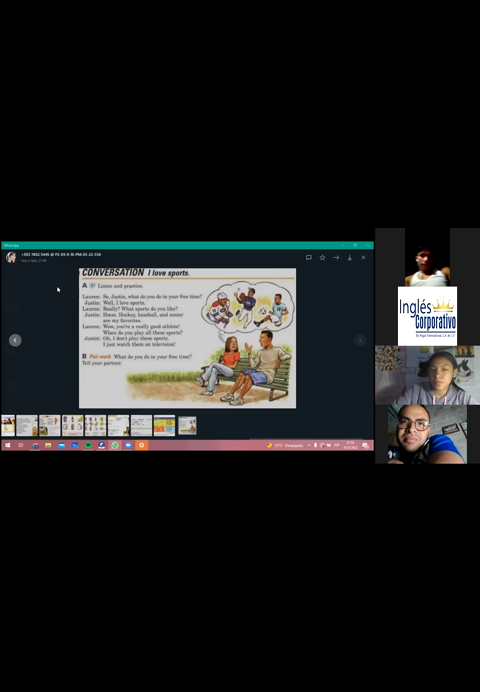 WhatsApp
CONVERSATION I love sports.
A Listen and practice.
Lauren: So, Justin, what do you do in your free time?
Justin: Well, I love sports.
Lauren: Really? What sports do you like?
Justin: Hmm. Hockey, baseball, and soccer
are my favorites.
Lauren: Wow, you're a really good athlete!
When do you play all these sports?
Justin: Oh, I don't play these sports.
I just watch them on television!
B Pair work What do you do in your free time?
Tell your partner.
Inglés
Corporativo